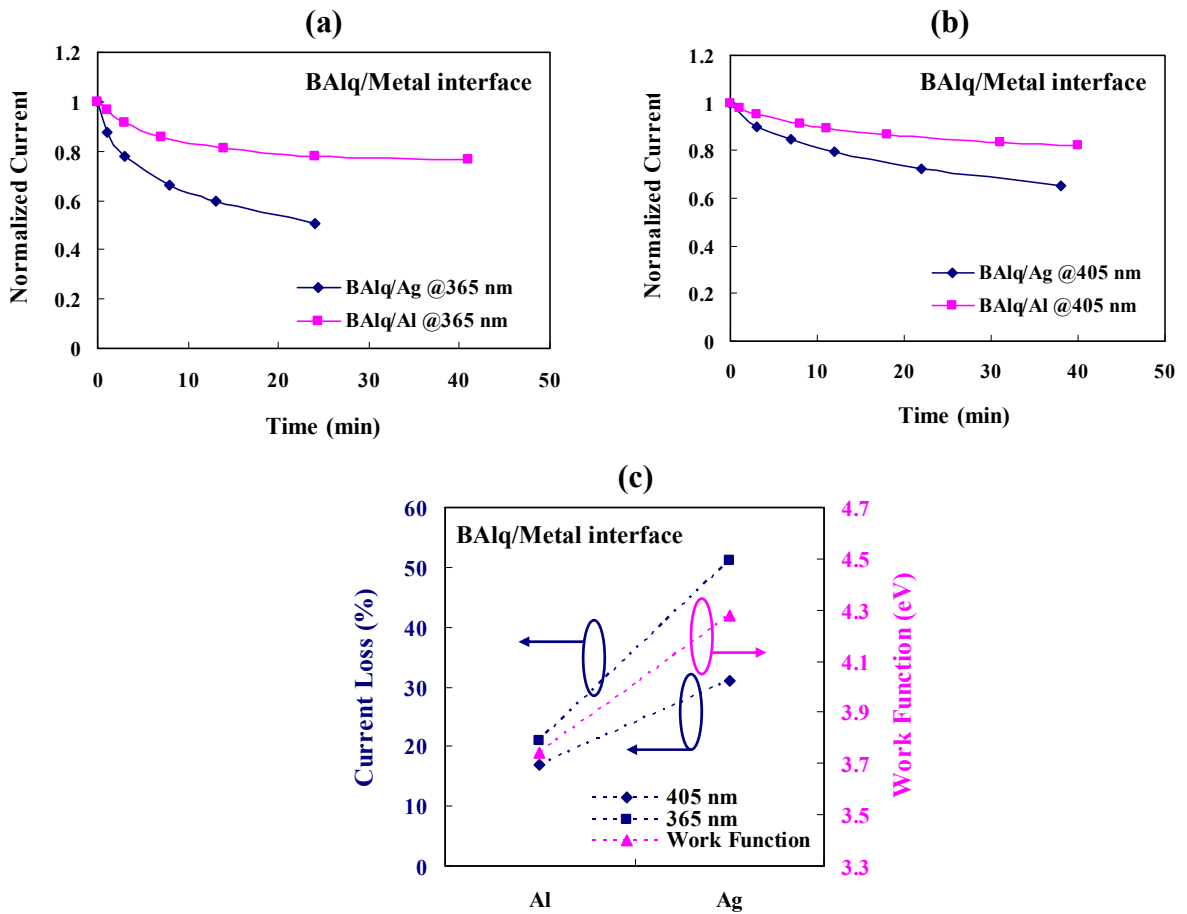 (a)
1.2
1
0.8
0.6
0.4
0.2
0
Normalized Current
BAlq/Metal interface
BAlq/Ag @365 nm
BAlq/Al @365 nm
0 10 20 30 40 50
Time (min)
(b)
1.2
1
0.8
0.6
0.4
0.2
0
Normalized Current
BAlq/Metal interface
BAlq/Ag @405 nm
BAlq/Al @405 nm
0 10 20 30 40 50
Time (min)
(c)
60
50
40
30
20
10
0
Current Loss (%)
BAlq/Metal interface
405 nm
365 nm
Work Function
4.7
4.5
4.3
4.1
3.9
3.7
3.5
3.3
Work Function (eV)
Al Ag